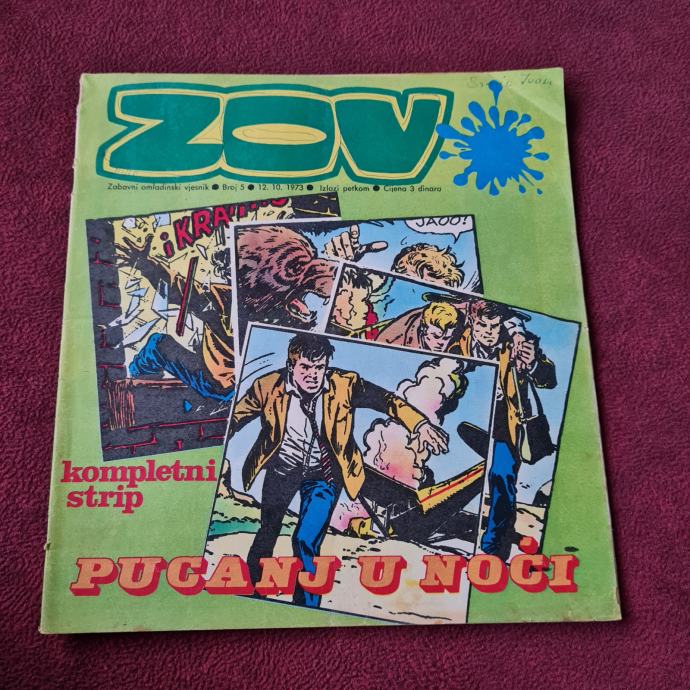 ZOV
Zabavni omladinski vjesnik ● Broj 5 ● 12. 10. 1973 ● Izlazi petkom ● Cijena 3 dinara
i KRA
JAOO!
kompletni
strip
PUCANJ U NOĆI